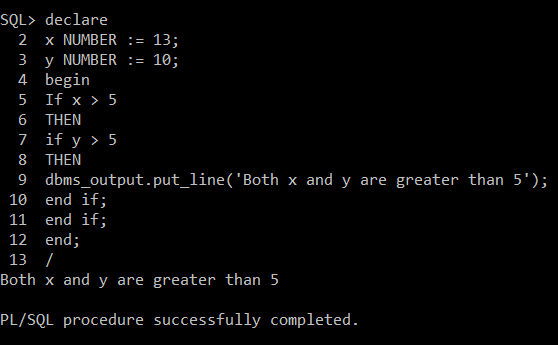 SQL> declare
2 x NUMBER := 13;
3 y NUMBER := 10;
4 begin
5 If x > 5
6 THEN
7 if y > 5
8 THEN
9 dbms_output.put_line('Both x and y are greater than 5');
10 end if;
11 end if;
12 end;
13 /
Both x and y are greater than 5
PL/SQL procedure successfully completed.